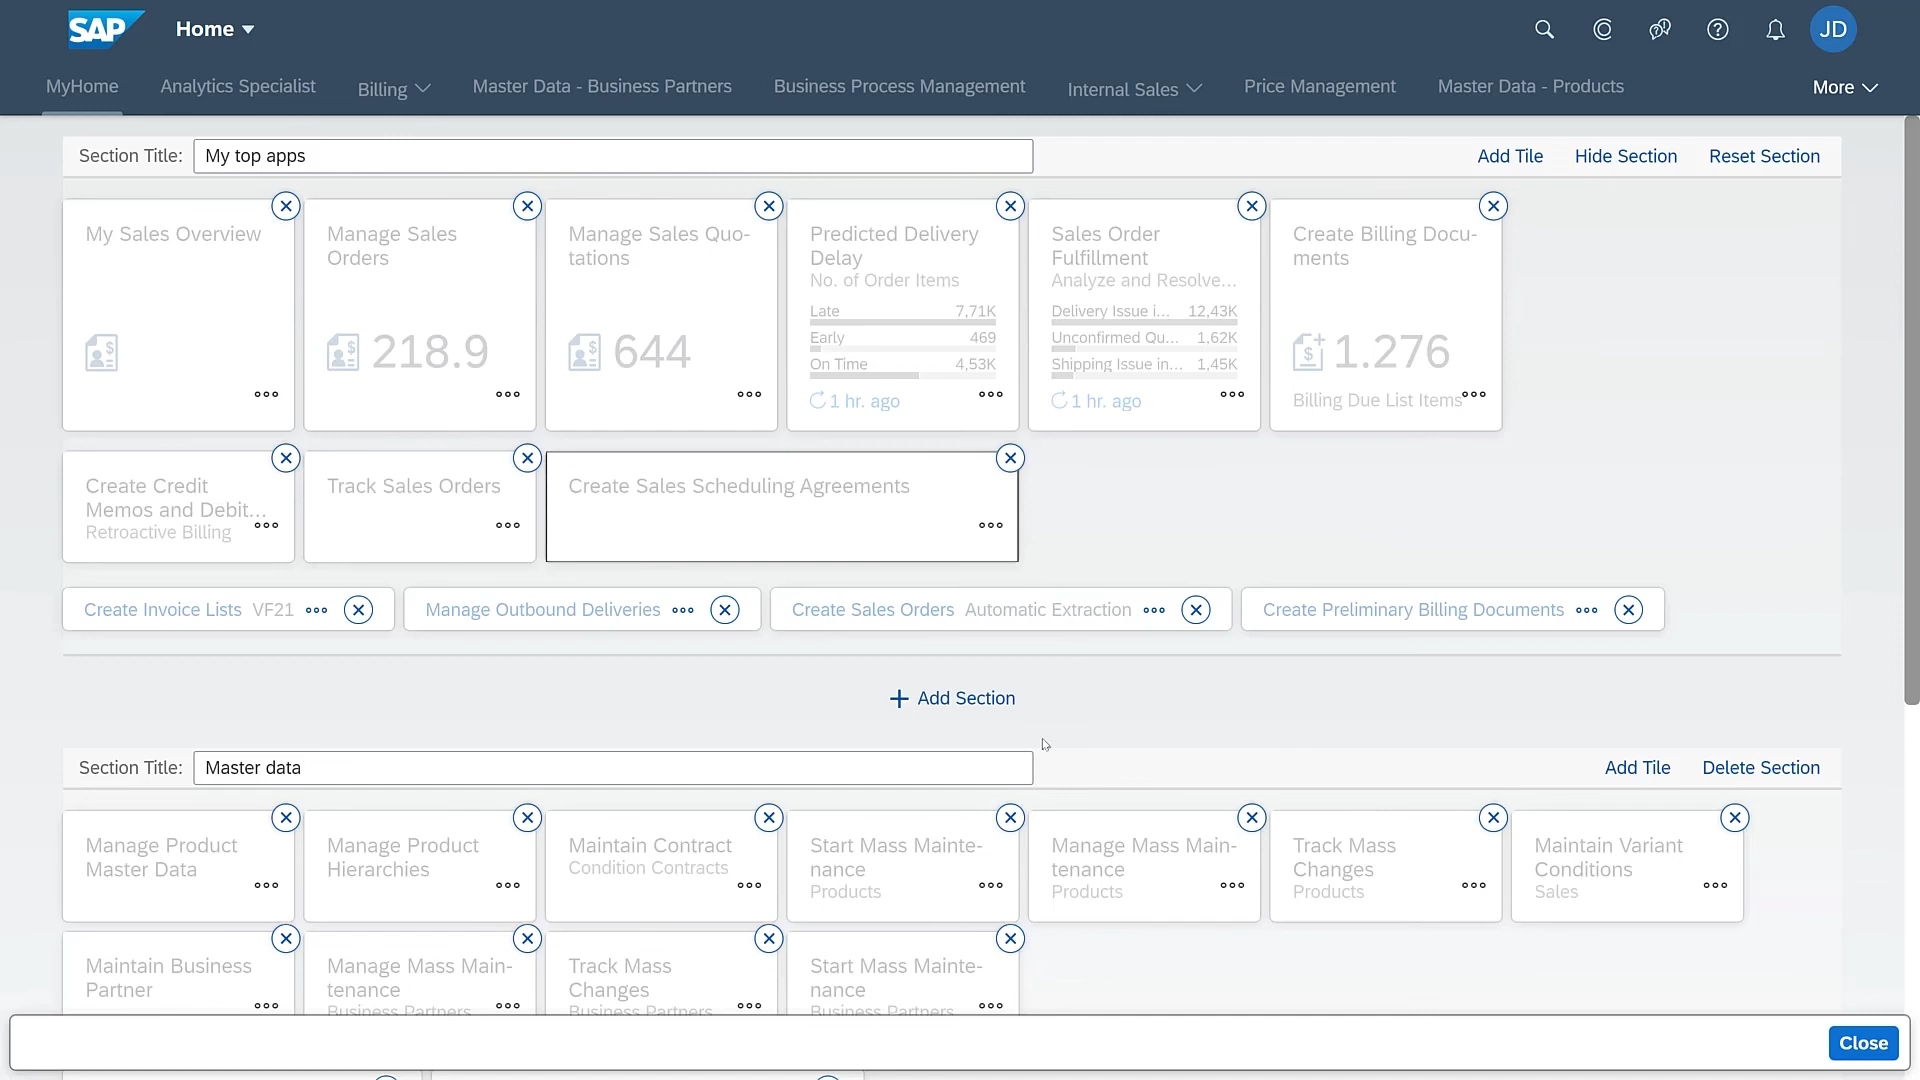 SAP Home
JD
MyHome Analytics Specialist Billing Master Data - Business Partners Business Process Management Internal Sales Price Management Master Data - Products More
Section Title: My top apps Add Tile Hide Section Reset Section
My Sales Overview
Manage Sales
Orders
218.9
Manage Sales Quo-
tations
644
Predicted Delivery
Delay
No. of Order Items
Late 7,71K
Early 469
On Time 4,53K
1 hr. ago
Sales Order
Fulfillment
Analyze and Resolve...
Delivery Issue i... 12,43K
Unconfirmed Qu... 1,62K
Shipping Issue in... 1,45K
1 hr. ago
Create Billing Docu-
ments
1.276
Billing Due List Items
Create Credit
Memos and Debit...
Retroactive Billing
Track Sales Orders
Create Sales Scheduling Agreements
Create Invoice Lists VF21
Manage Outbound Deliveries
Create Sales Orders Automatic Extraction
Create Preliminary Billing Documents
Add Section
Section Title: Master data Add Tile Delete Section
Manage Product
Master Data
Manage Product
Hierarchies
Maintain Contract
Condition Contracts
Start Mass Mainte-
nance
Products
Manage Mass Main-
tenance
Products
Track Mass
Changes
Products
Maintain Variant
Conditions
Sales
Maintain Business
Partner
Manage Mass Main-
tenance
Business Partners
Track Mass
Changes
Business Partners
Start Mass Mainte-
nance
Business Partners
Close